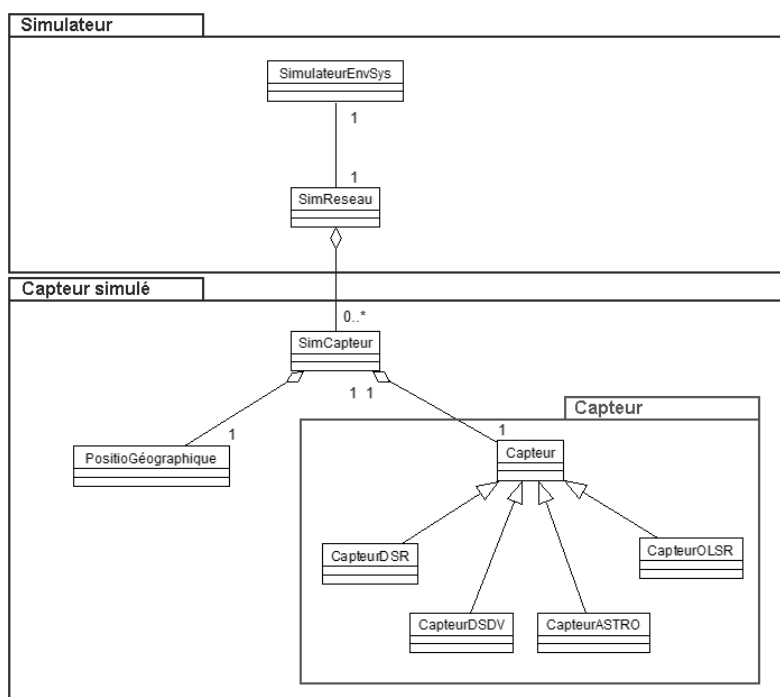 Simulateur
SimulateurEnvSys
1
1
SimReseau
Capteur simulé
0..*
SimCapteur
1 1
Capteur
1
1
PositioGéographique
Capteur
CapteurDSR
CapteurOLSR
CapteurDSDV
CapteurASTRO